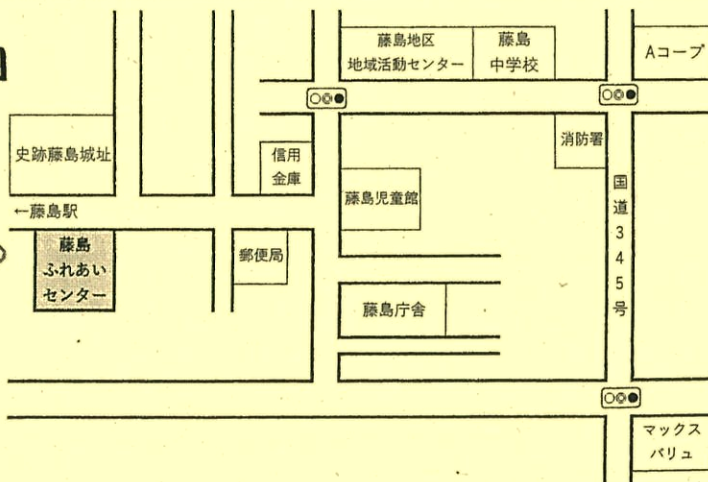 藤島地区
地域活動センター
藤島
中学校
Aコープ
史跡藤島城址
信用
金庫
消防署
藤島児童館
←藤島駅
国道345号
藤島
ふれあい
センター
郵便局
藤島庁舎
マックス
バリュ